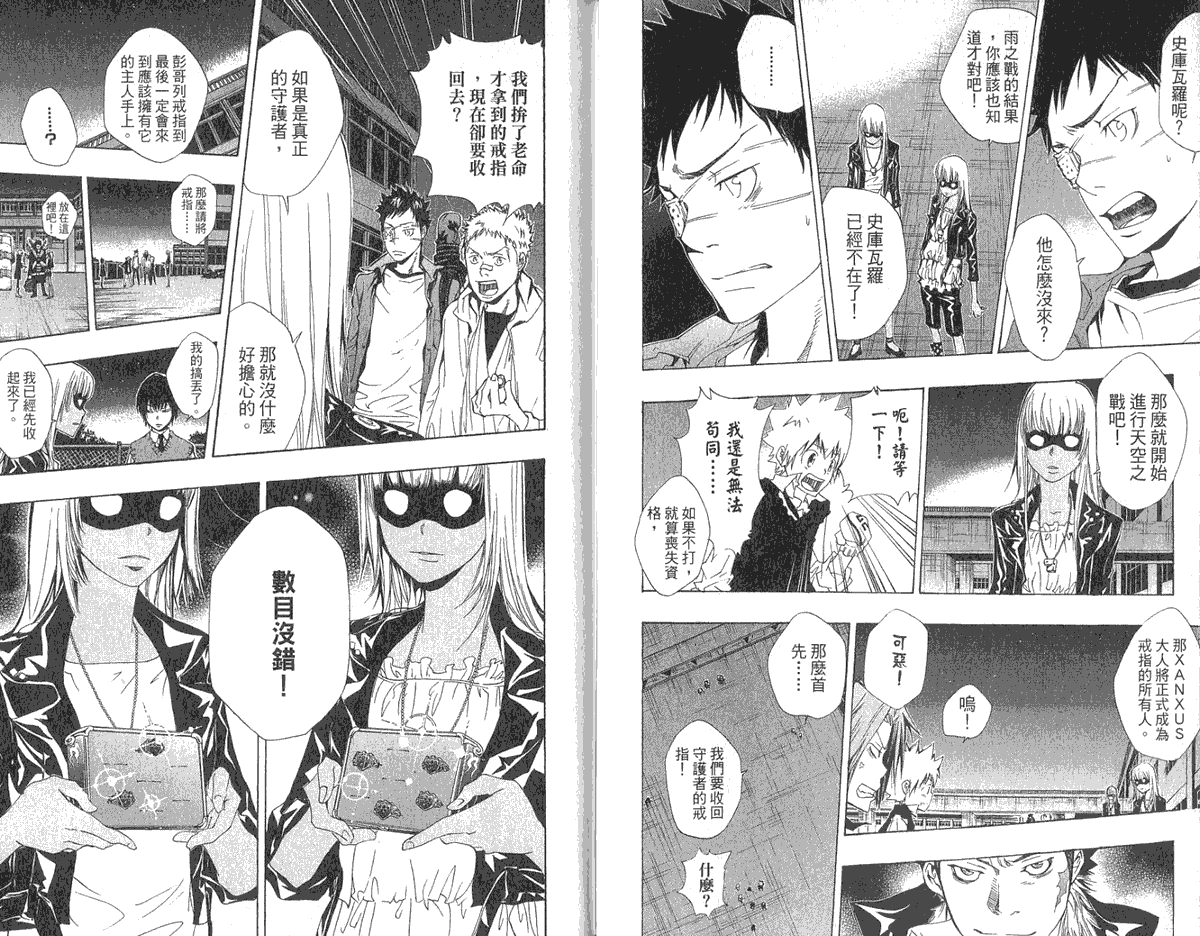 史庫瓦羅呢？
雨之戰的結果
，你應該也知
道才對吧！
………
他怎麼沒來？
史庫瓦羅
已經不在了！
那麼就開始
進行天空之
戰吧！
呃！請等
一下！
我還是無法
苟同……
如果不打，
就算喪失資
格，
那ＸＡＮＸＵＳ
大人將正式成為
戒指的所有人。
嗚！
可惡！
那麼首
先……
我們要收回
守護者的戒
指！
什麼？
我們拚了老命
才拿到的戒指
，現在卻要收
回去？
如果是真正
的守護者，
那就沒什麼
好擔心的。
彭哥列戒指到
最後一定會來
到應該擁有它
的主人手上。
……？
那麼請將
戒指……
放在這
裡吧！
我的搞丟了。
我已經先收
起來了。
數目沒錯！